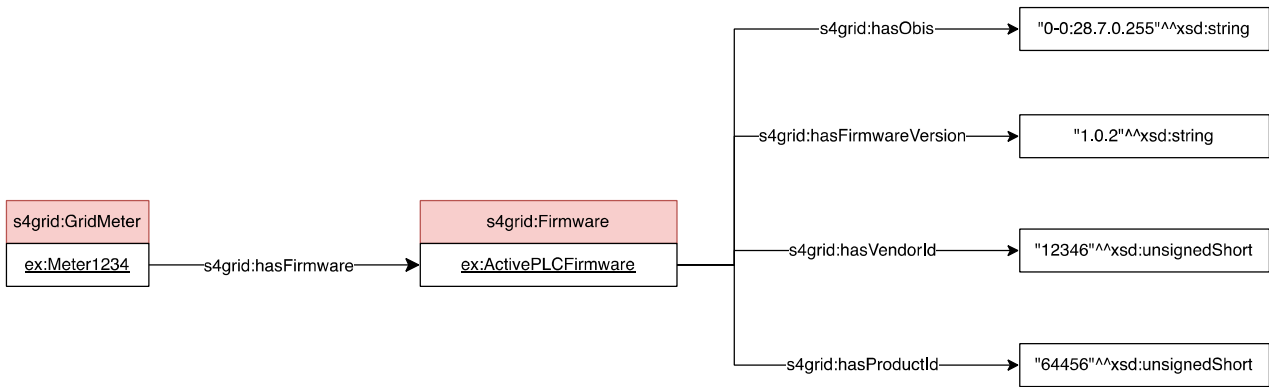 s4grid:GridMeter
ex:Meter1234
s4grid:hasFirmware
s4grid:Firmware
ex:ActivePLCFirmware
s4grid:hasObis
"0-0:28.7.0.255"^^xsd:string
s4grid:hasFirmwareVersion
"1.0.2"^^xsd:string
s4grid:hasVendorId
"12346"^^xsd:unsignedShort
s4grid:hasProductId
"64456"^^xsd:unsignedShort